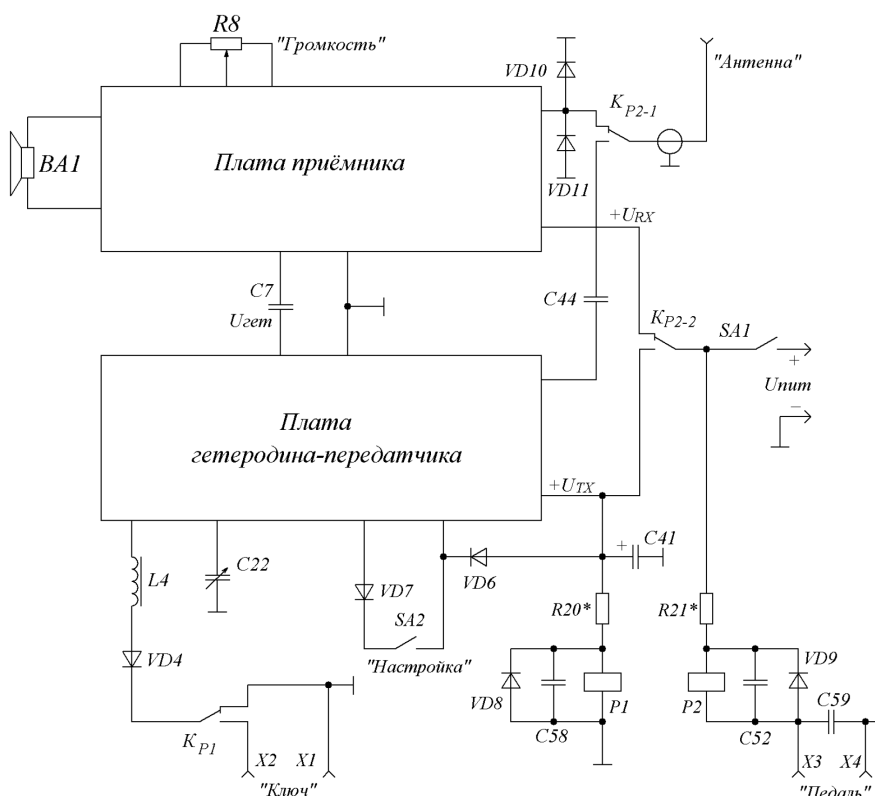 R8
"Громкость"
VD10
"Антенна"
K P2-1
BA1
Плата приёмника
VD11
+URX
C7
Uгет
C44
KP2-2
SA1
+
Uпит
−
Плата
гетеродина-передатчика
+UTX
L4
C22
VD7
SA2
"Настройка"
VD6
+
C41
R20*
R21*
VD4
VD8
C58
P1
P2
C52
VD9
C59
KP1
X2
X1
"Ключ"
X3
X4
"Педаль"